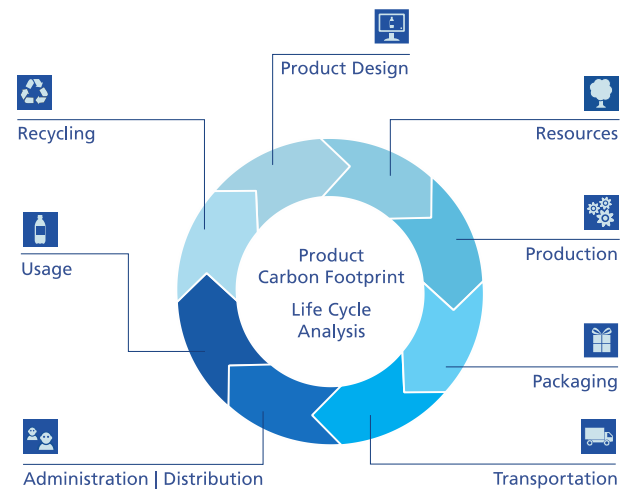 Product Design
Recycling
Resources
Usage
Product
Carbon Footprint
Life Cycle
Analysis
Production
Packaging
Administration | Distribution
Transportation